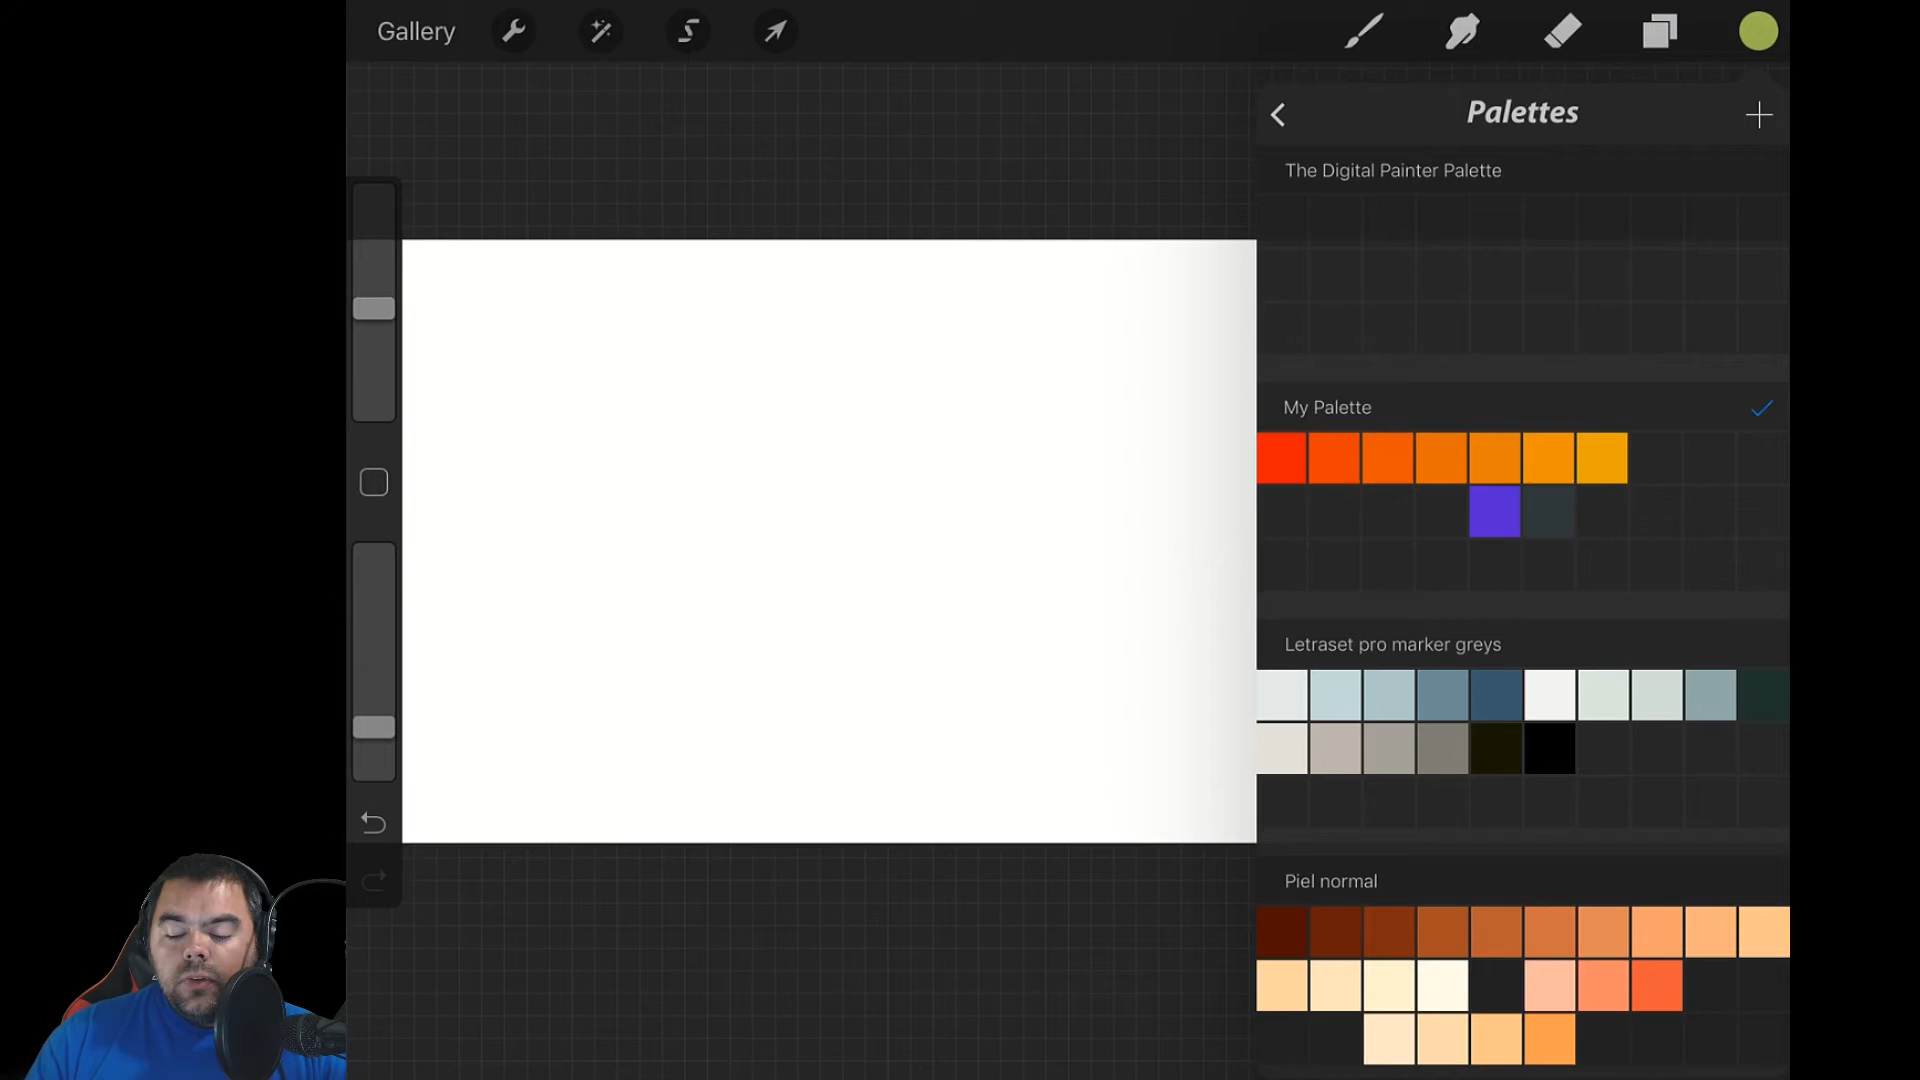 Gallery
Palettes
The Digital Painter Palette
My Palette
Letraset pro marker greys
Piel normal